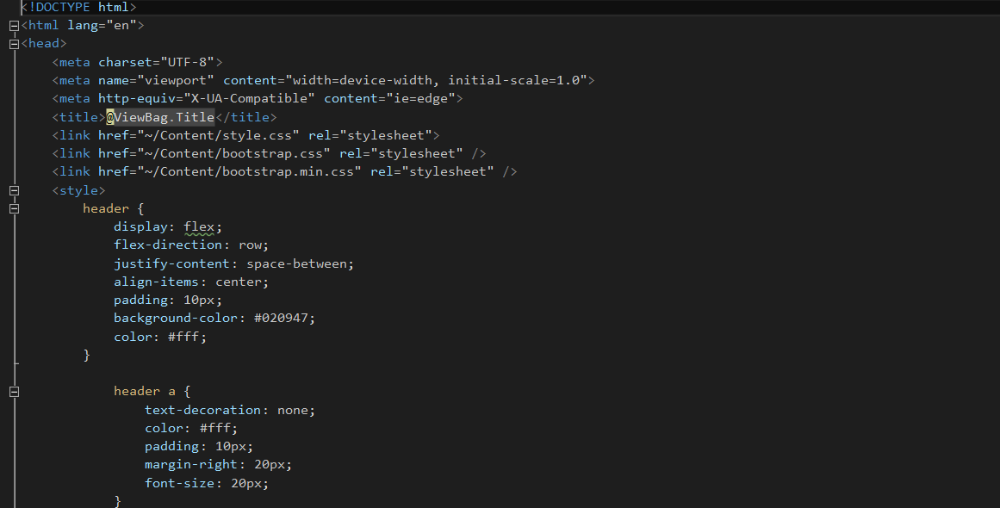 <!DOCTYPE html>
<html lang="en">
<head>
    <meta charset="UTF-8">
    <meta name="viewport" content="width=device-width, initial-scale=1.0">
    <meta http-equiv="X-UA-Compatible" content="ie=edge">
    <title>@ViewBag.Title</title>
    <link href="~/Content/style.css" rel="stylesheet">
    <link href="~/Content/bootstrap.css" rel="stylesheet" />
    <link href="~/Content/bootstrap.min.css" rel="stylesheet" />
    <style>
        header {
            display: flex;
            flex-direction: row;
            justify-content: space-between;
            align-items: center;
            padding: 10px;
            background-color: #020947;
            color: #fff;
        }

            header a {
                text-decoration: none;
                color: #fff;
                padding: 10px;
                margin-right: 20px;
                font-size: 20px;
            }